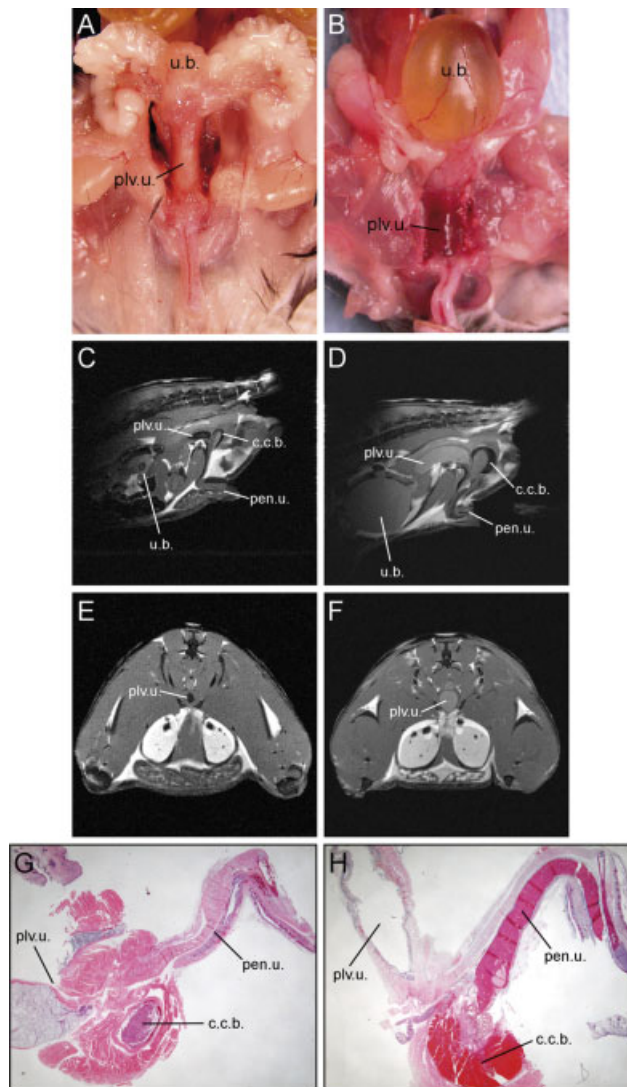 A
u.b.
plv.u.
B
u.b.
plv.u.
C
plv.u.
c.c.b.
pen.u.
u.b.
D
plv.u
c.c.b.
pen.u.
u.b.
E
plv.u.
F
plv.u.
G
plv.u.
pen.u.
c.c.b.
H
plv.u.
pen.u.
c.c.b.